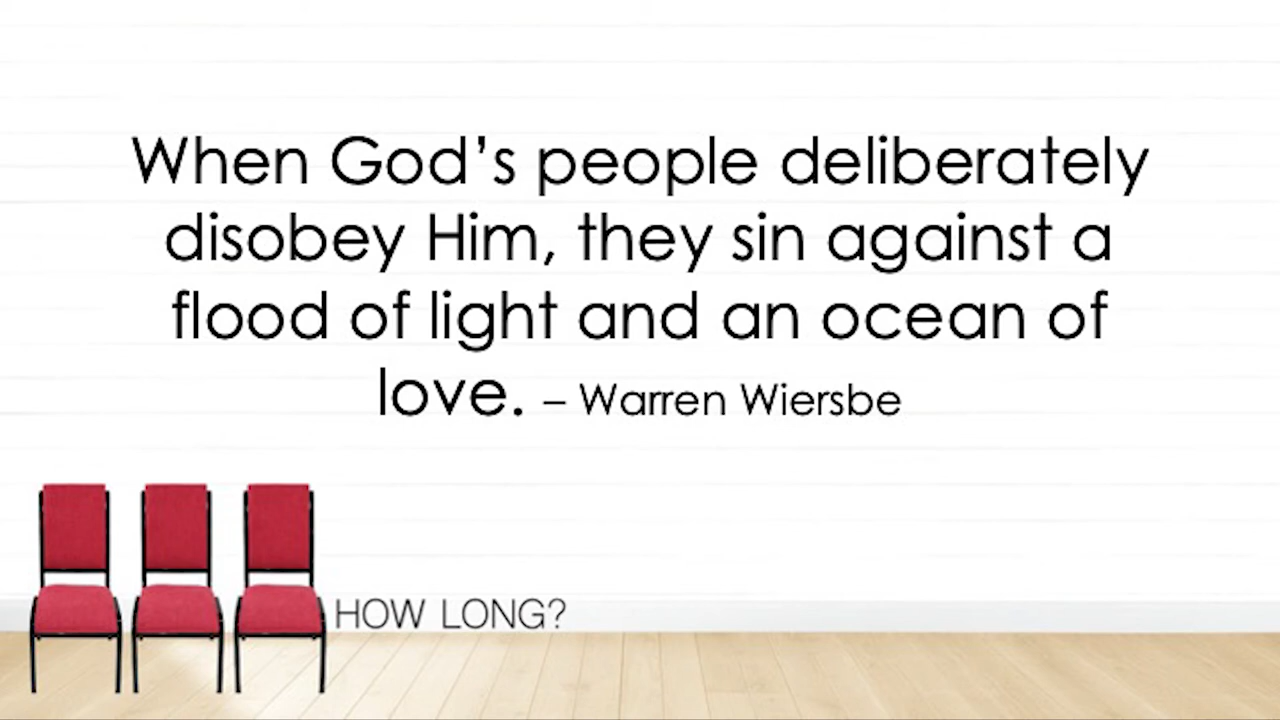 When God’s people deliberately
disobey Him, they sin against a
flood of light and an ocean of
love. – Warren Wiersbe
HOW LONG?